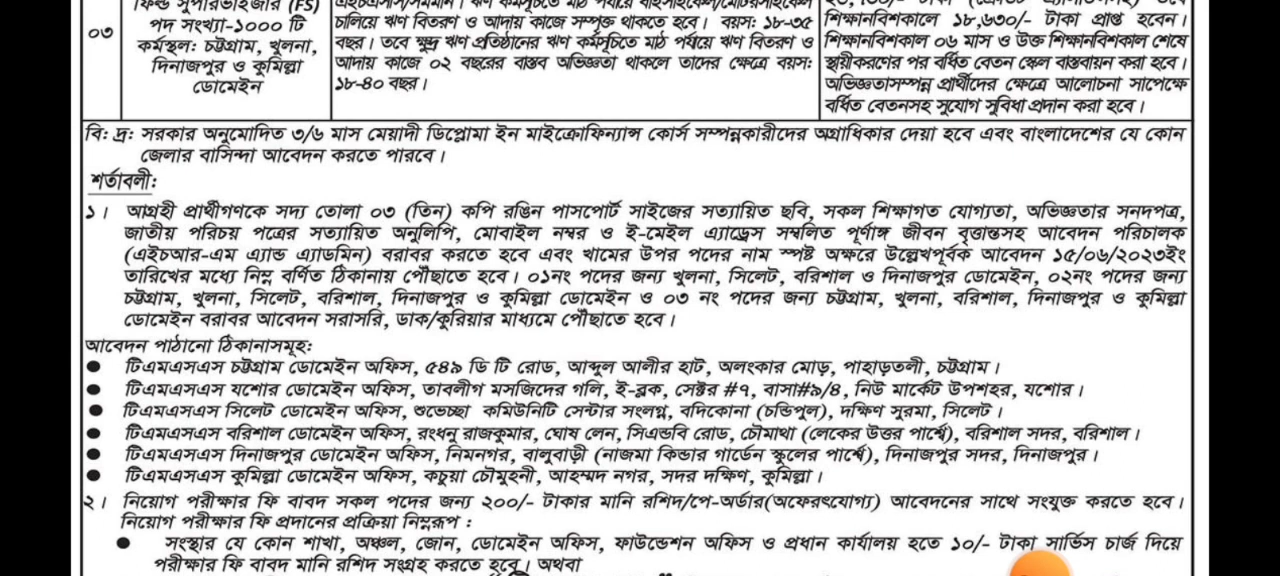 ফিল্ড সুপারভাইজার (FS)
পদ সংখ্যা-১০০০ টি
কর্মস্থল: চট্টগ্রাম, খুলনা,
দিনাজপুর ও কুমিল্লা
ডোমেইন
০৩
চালিয়ে ঋণ বিতরণ ও আদায় কাজে সম্পৃক্ত থাকতে হবে। বয়স: ১৮-৩৫
বছর। তবে ক্ষুদ্র ঋণ প্রতিষ্ঠানের ঋণ কর্মসূচিতে মাঠ পর্যায়ে ঋণ বিতরণ ও
আদায় কাজে ০২ বছরের বাস্তব অভিজ্ঞতা থাকলে তাদের ক্ষেত্রে বয়স:
১৮-৪০ বছর।
শিক্ষানবিশকালে ১৮,৬৩০/- টাকা প্রাপ্ত হবেন।
শিক্ষানবিশকাল ০৬ মাস ও উক্ত শিক্ষানবিশকাল শেষে
স্থায়ীকরণের পর বর্ধিত বেতন স্কেল বাস্তবায়ন করা হবে।
অভিজ্ঞতাসম্পন্ন প্রার্থীদের ক্ষেত্রে আলোচনা সাপেক্ষে
বর্ধিত বেতনসহ সুযোগ সুবিধা প্রদান করা হবে।
বি: দ্র: সরকার অনুমোদিত ৩/৬ মাস মেয়াদী ডিপ্লোমা ইন মাইক্রোফিন্যান্স কোর্স সম্পন্নকারীদের অগ্রাধিকার দেয়া হবে এবং বাংলাদেশের যে কোন
জেলার বাসিন্দা আবেদন করতে পারবে।
শর্তাবলী:
১। আগ্রহী প্রার্থীগণকে সদ্য তোলা ০৩ (তিন) কপি রঙিন পাসপোর্ট সাইজের সত্যায়িত ছবি, সকল শিক্ষাগত যোগ্যতা, অভিজ্ঞতার সনদপত্র,
জাতীয় পরিচয় পত্রের সত্যায়িত অনুলিপি, মোবাইল নম্বর ও ই-মেইল এ্যাড্রেস সম্বলিত পূর্ণাঙ্গ জীবন বৃত্তান্তসহ আবেদন পরিচালক
(এইচআর-এম এ্যান্ড এ্যাডমিন) বরাবর করতে হবে এবং খামের উপর পদের নাম স্পষ্ট অক্ষরে উল্লেখপূর্বক আবেদন ১৫/০৬/২০২৩ইং
তারিখের মধ্যে নিম্ন বর্ণিত ঠিকানায় পৌঁছাতে হবে। ০১নং পদের জন্য খুলনা, সিলেট, বরিশাল ও দিনাজপুর ডোমেইন, ০২নং পদের জন্য
চট্টগ্রাম, খুলনা, সিলেট, বরিশাল, দিনাজপুর ও কুমিল্লা ডোমেইন ও ০৩ নং পদের জন্য চট্টগ্রাম, খুলনা, বরিশাল, দিনাজপুর ও কুমিল্লা
ডোমেইন বরাবর আবেদন সরাসরি, ডাক/কুরিয়ার মাধ্যমে পৌঁছাতে হবে।
আবেদন পাঠানো ঠিকানাসমূহ:
● টিএমএসএস চট্টগ্রাম ডোমেইন অফিস, ৫৪৯ ডি টি রোড, আব্দুল আলীর হাট, অলংকার মোড়, পাহাড়তলী, চট্টগ্রাম।
● টিএমএসএস যশোর ডোমেইন অফিস, তাবলীগ মসজিদের গলি, ই-ব্লক, সেক্টর #৭, বাসা#৯/৪, নিউ মার্কেট উপশহর, যশোর।
● টিএমএসএস সিলেট ডোমেইন অফিস, শুভেচ্ছা কমিউনিটি সেন্টার সংলগ্ন, বদিকোনা (চন্ডিপুল), দক্ষিণ সুরমা, সিলেট।
● টিএমএসএস বরিশাল ডোমেইন অফিস, রংধনু রাজকুমার, ঘোষ লেন, সিএন্ডবি রোড, চৌমাথা (লেকের উত্তর পার্শ্বে), বরিশাল সদর, বরিশাল।
● টিএমএসএস দিনাজপুর ডোমেইন অফিস, নিমনগর, বালুবাড়ী (নাজমা কিন্ডার গার্ডেন স্কুলের পার্শ্বে), দিনাজপুর সদর, দিনাজপুর।
● টিএমএসএস কুমিল্লা ডোমেইন অফিস, কচুয়া চৌমুহনী, আহম্মদ নগর, সদর দক্ষিণ, কুমিল্লা।
২। নিয়োগ পরীক্ষার ফি বাবদ সকল পদের জন্য ২০০/- টাকার মানি রশিদ/পে-অর্ডার(অফেরৎযোগ্য) আবেদনের সাথে সংযুক্ত করতে হবে।
নিয়োগ পরীক্ষার ফি প্রদানের প্রক্রিয়া নিম্নরূপ :
● সংস্থার যে কোন শাখা, অঞ্চল, জোন, ডোমেইন অফিস, ফাউন্ডেশন অফিস ও প্রধান কার্যালয় হতে ১০/- টাকা সার্ভিস চার্জ দিয়ে
পরীক্ষার ফি বাবদ মানি রশিদ সংগ্রহ করতে হবে। অথবা